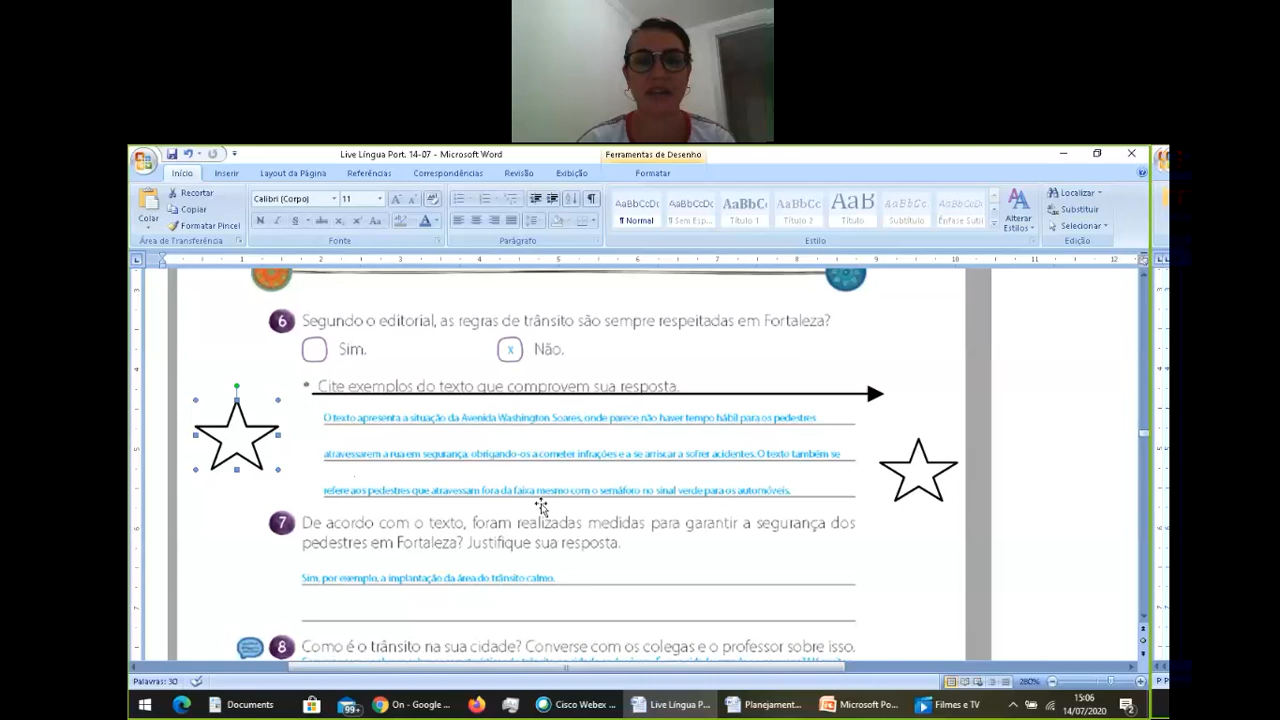 Live Língua Port. 14-07 - Microsoft Word
Ferramentas de Desenho
Início Inserir Layout da Página Referências Correspondências Revisão Exibição Formatar
Colar
Recortar
Copiar
Formatar Pincel
Calibri (Corpo) 11
AaBbCcDc AaBbCcDc AaBbC AaBbCc AaB AaBbCc AaBbCcD
¶ Normal ¶ Sem Esp... Título 1 Título 2 Título Subtítulo Ênfase Sutil
Alterar Estilos
Localizar
Substituir
Selecionar
Área de Transferência Fonte Parágrafo Estilo Edição
6 Segundo o editorial, as regras de trânsito são sempre respeitadas em Fortaleza?
Sim. x Não.
• Cite exemplos do texto que comprovem sua resposta.
O texto apresenta a situação da Avenida Washington Soares, onde parece não haver tempo hábil para os pedestres
atravessarem a rua em segurança, obrigando-os a cometer infrações e a se arriscar a sofrer acidentes. O texto também se
refere aos pedestres que atravessam fora da faixa mesmo com o semáforo no sinal verde para os automóveis.
7 De acordo com o texto, foram realizadas medidas para garantir a segurança dos
pedestres em Fortaleza? Justifique sua resposta.
Sim, por exemplo, a implantação da área do trânsito calmo.
8 Como é o trânsito na sua cidade? Converse com os colegas e o professor sobre isso.
Palavras: 30
280%
Documents
99+
On - Google ...
Cisco Webex ...
Live Língua P...
Planejament...
Microsoft Po...
Filmes e TV
15:06
14/07/2020